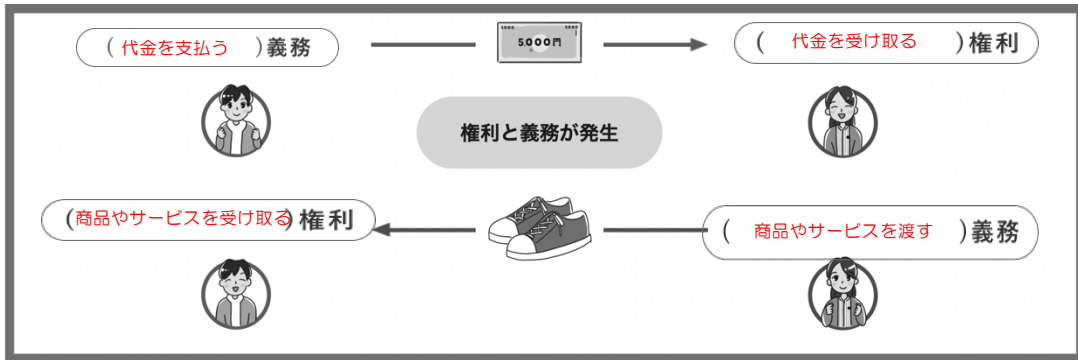 ( 代金を支払う )義務
5,000円
( 代金を受け取る )権利
権利と義務が発生
(商品やサービスを受け取る)権利
( 商品やサービスを渡す )義務